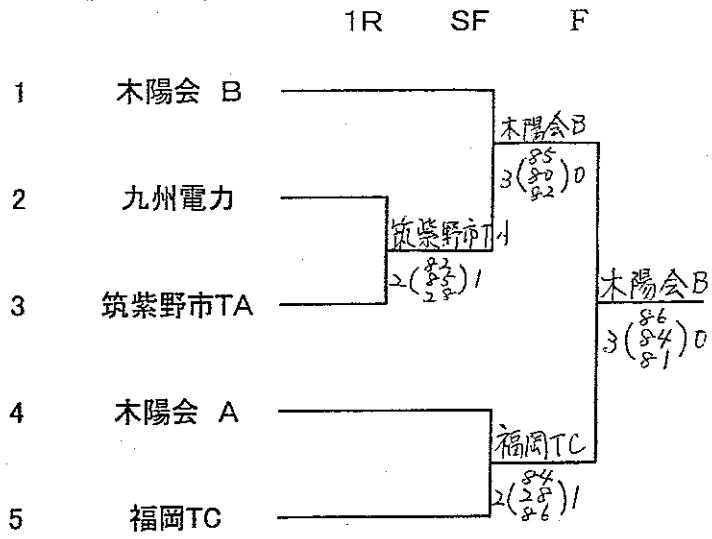 1R SF F
1 木陽会 B
木陽会B
3(85 80 82)0
2 九州電力
筑紫野市TA
2(82 85 28)1
3 筑紫野市TA
木陽会B
3(86 84 81)0
4 木陽会 A
福岡TC
2(84 28 86)1
5 福岡TC